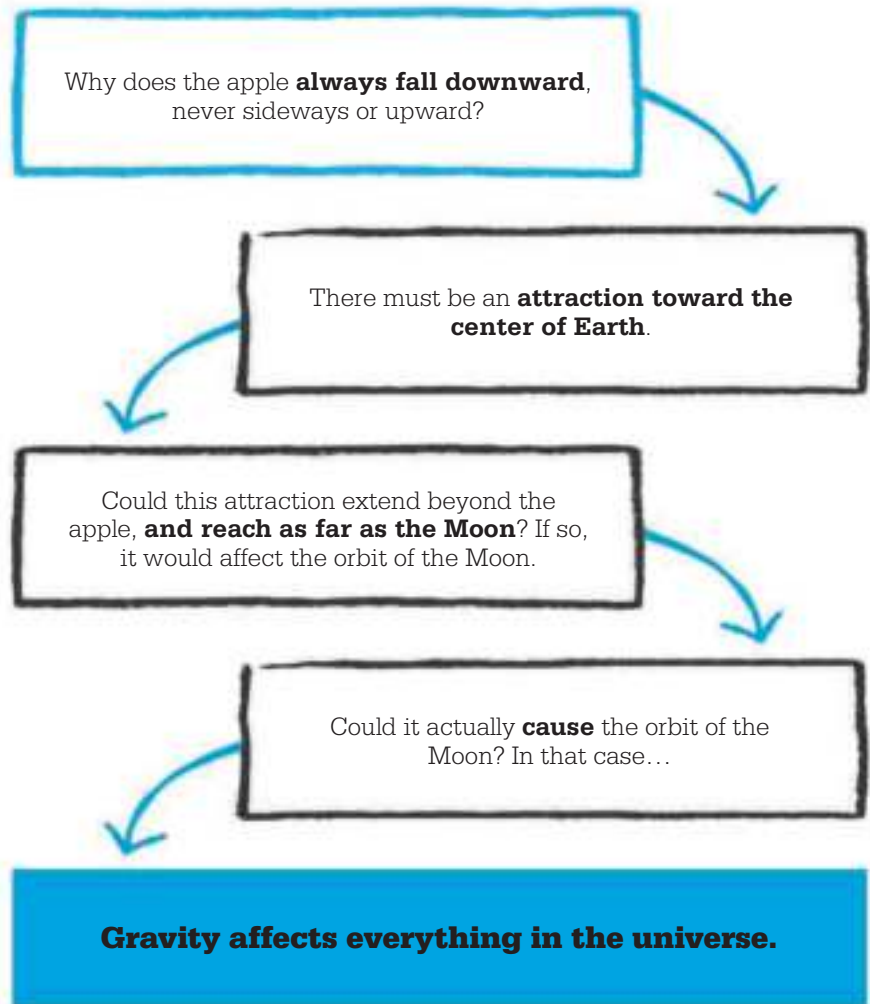 Why does the apple always fall downward,
never sideways or upward?
There must be an attraction toward the
center of Earth.
Could this attraction extend beyond the
apple, and reach as far as the Moon? If so,
it would affect the orbit of the Moon.
Could it actually cause the orbit of the
Moon? In that case…
Gravity affects everything in the universe.